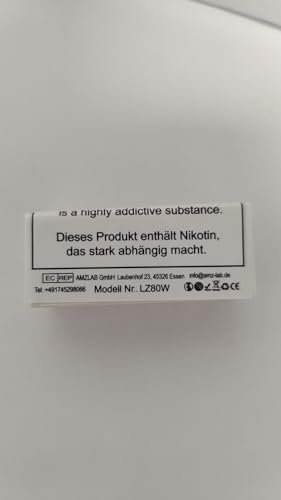 is a highly addictive substance.
Dieses Produkt enthält Nikotin,
das stark abhängig macht.
EC REP AMZLAB GmbH Laubenhof 23, 45326 Essen info@amz-lab.de
Tel: +491745298066 Modell Nr.. LZ80W CE